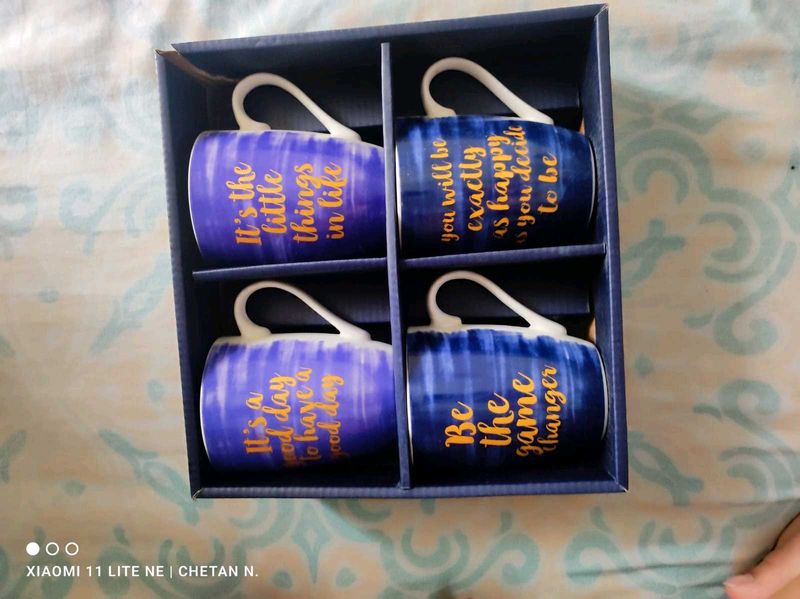 It's the
little
things
in life
you will be
exactly
as happy
as you decide
to be
It's a
good day
to have a
good day
Be
the
game
changer
XIAOMI 11 LITE NE | CHETAN N.